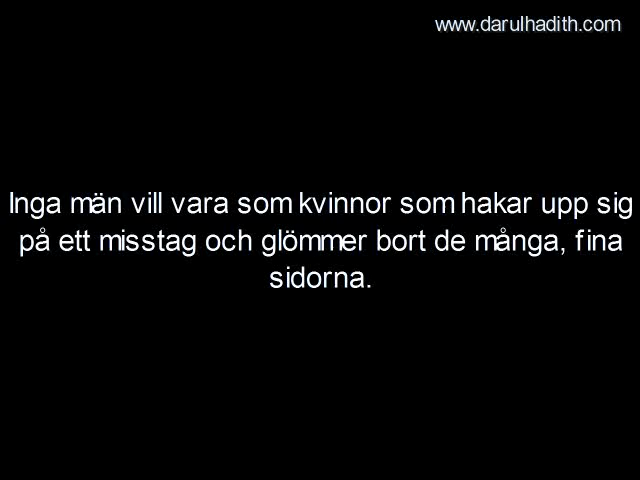 www.darulhadith.com
Inga män vill vara som kvinnor som hakar upp sig
på ett misstag och glömmer bort de många, fina
sidorna.